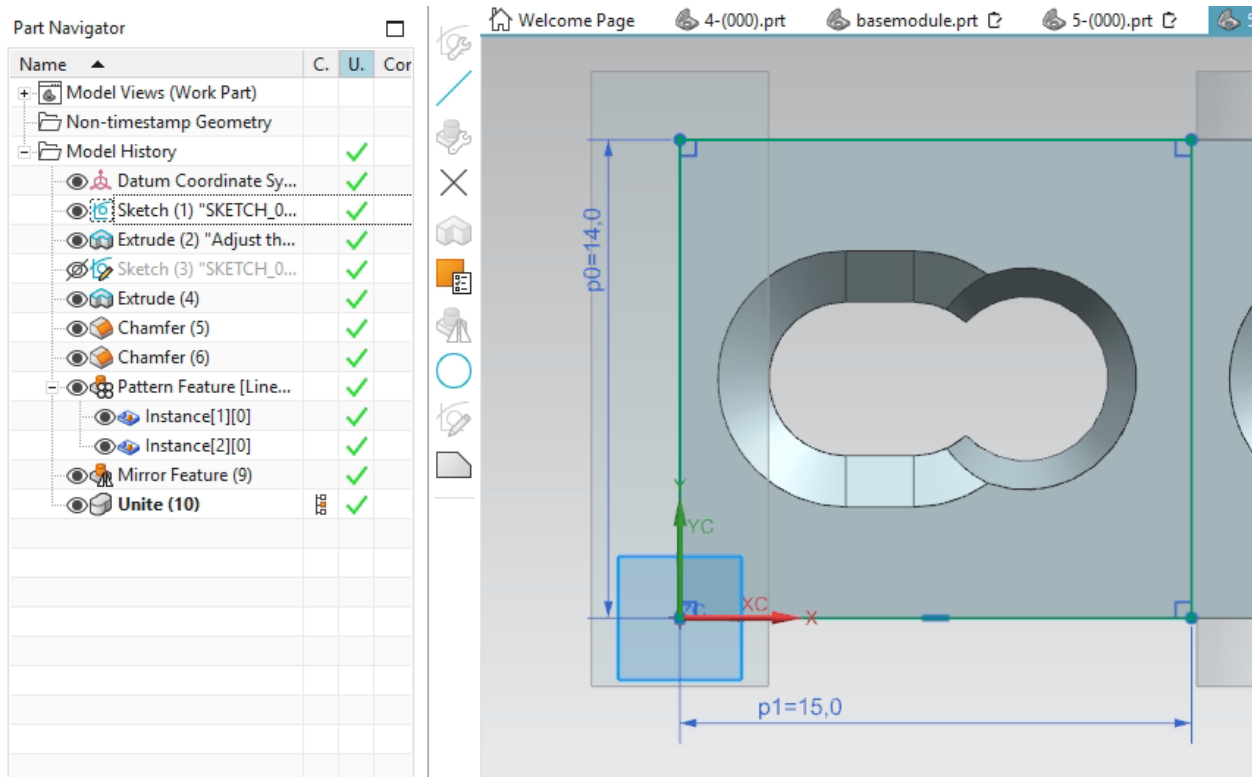 Part Navigator
Name C. U. Cor
Model Views (Work Part)
Non-timestamp Geometry
Model History
Datum Coordinate Sy...
Sketch (1) "SKETCH_0...
Extrude (2) "Adjust th...
Sketch (3) "SKETCH_0...
Extrude (4)
Chamfer (5)
Chamfer (6)
Pattern Feature [Line...
Instance[1][0]
Instance[2][0]
Mirror Feature (9)
Unite (10)
Welcome Page 4-(000).prt basemodule.prt 5-(000).prt 5
p0=14,0
Y
YC
ZC XC X
p1=15,0